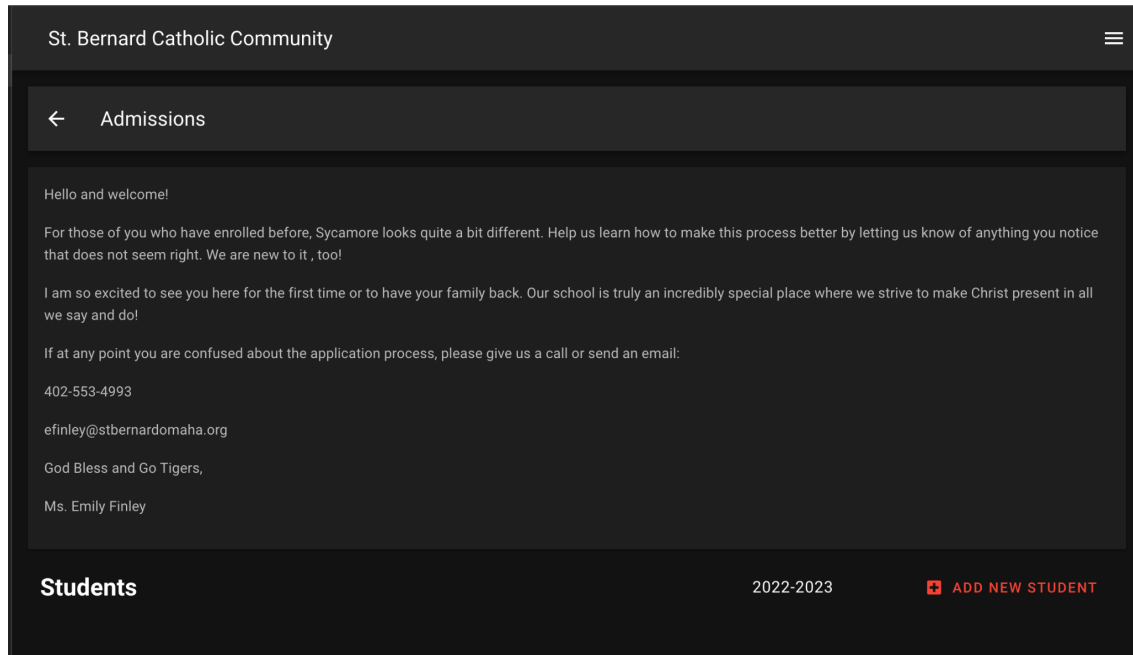 St. Bernard Catholic Community
Admissions
Hello and welcome!
For those of you who have enrolled before, Sycamore looks quite a bit different. Help us learn how to make this process better by letting us know of anything you notice
that does not seem right. We are new to it , too!
I am so excited to see you here for the first time or to have your family back. Our school is truly an incredibly special place where we strive to make Christ present in all
we say and do!
If at any point you are confused about the application process, please give us a call or send an email:
402-553-4993
efinley@stbernardomaha.org
God Bless and Go Tigers,
Ms. Emily Finley
Students 2022-2023 ADD NEW STUDENT